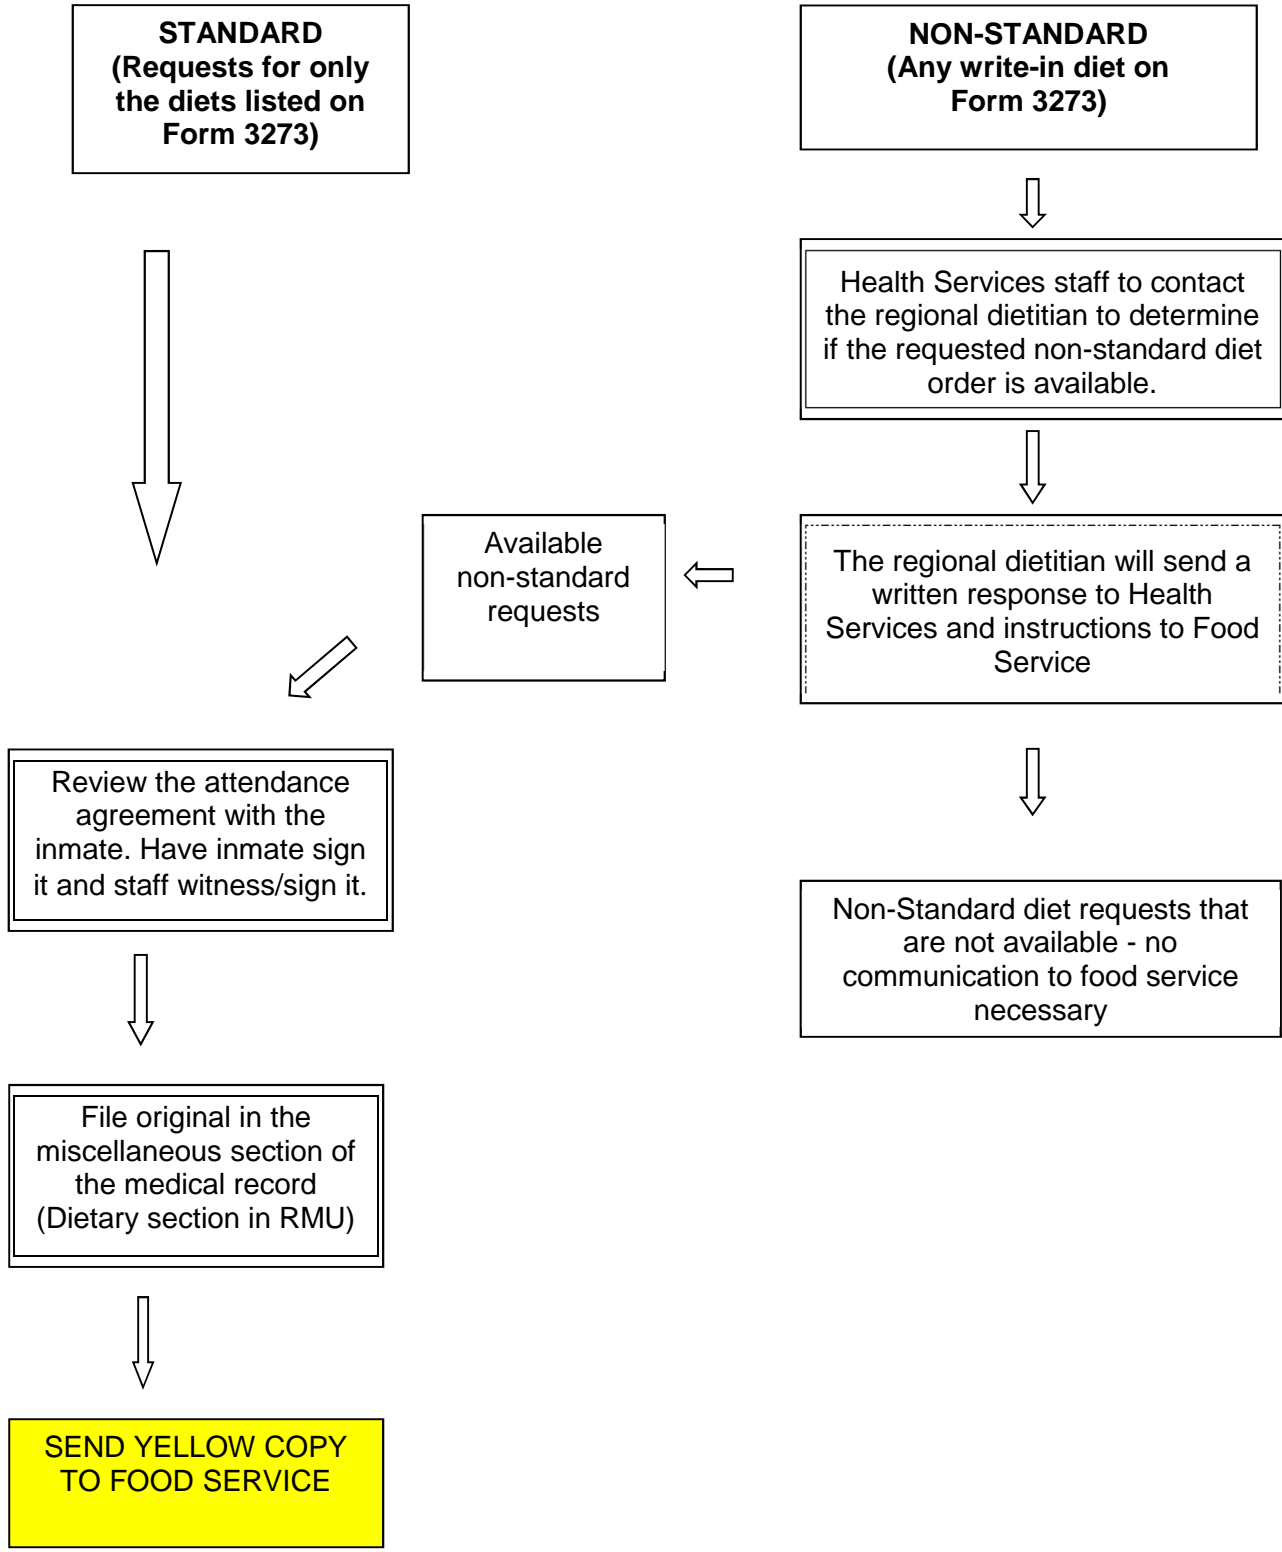 STANDARD
(Requests for only
the diets listed on
Form 3273)
NON-STANDARD
(Any write-in diet on
Form 3273)
Health Services staff to contact
the regional dietitian to determine
if the requested non-standard diet
order is available.
Available
non-standard
requests
The regional dietitian will send a
written response to Health
Services and instructions to Food
Service
Review the attendance
agreement with the
inmate. Have inmate sign
it and staff witness/sign it.
Non-Standard diet requests that
are not available - no
communication to food service
necessary
File original in the
miscellaneous section of
the medical record
(Dietary section in RMU)
SEND YELLOW COPY
TO FOOD SERVICE